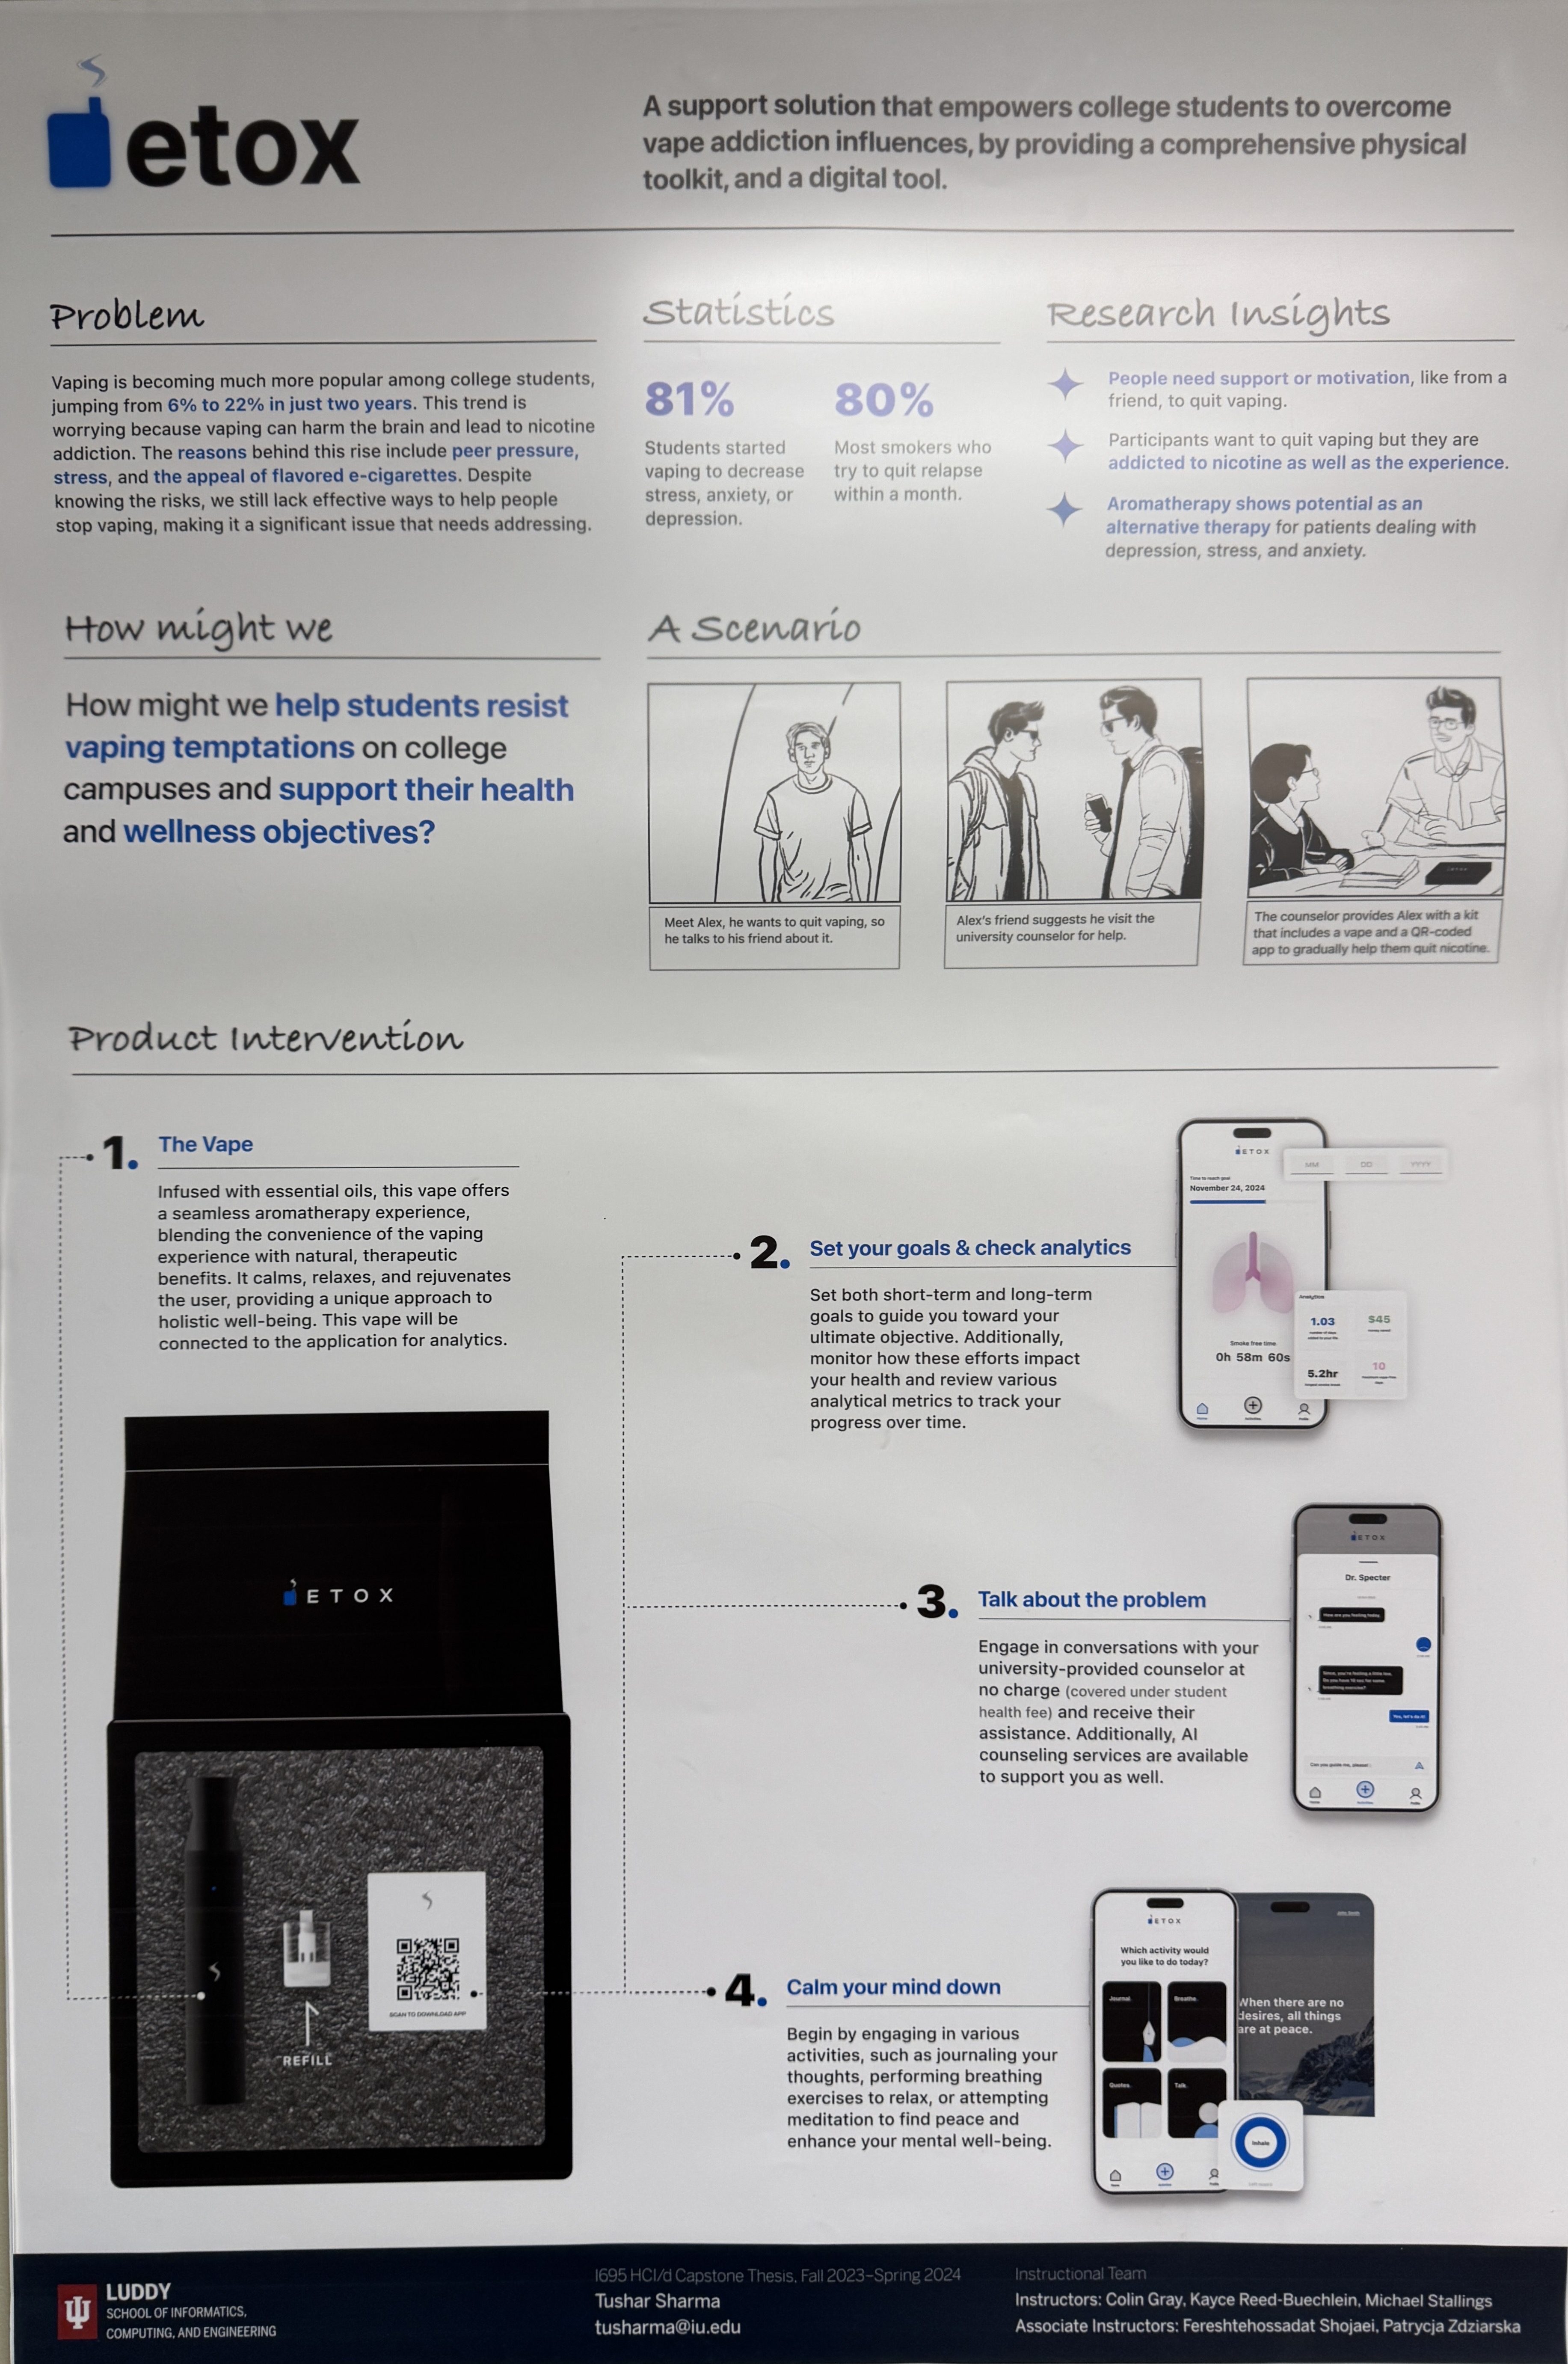 etox
A support solution that empowers college students to overcome
vape addiction influences, by providing a comprehensive physical
toolkit, and a digital tool.
Problem
Vaping is becoming much more popular among college students,
jumping from 6% to 22% in just two years. This trend is
worrying because vaping can harm the brain and lead to nicotine
addiction. The reasons behind this rise include peer pressure,
stress, and the appeal of flavored e-cigarettes. Despite
knowing the risks, we still lack effective ways to help people
stop vaping, making it a significant issue that needs addressing.
Statistics
81%
Students started
vaping to decrease
stress, anxiety, or
depression.
80%
Most smokers who
try to quit relapse
within a month.
Research Insights
People need support or motivation, like from a
friend, to quit vaping.
Participants want to quit vaping but they are
addicted to nicotine as well as the experience.
Aromatherapy shows potential as an
alternative therapy for patients dealing with
depression, stress, and anxiety.
How might we
How might we help students resist
vaping temptations on college
campuses and support their health
and wellness objectives?
A Scenario
Meet Alex, he wants to quit vaping, so
he talks to his friend about it.
Alex's friend suggests he visit the
university counselor for help.
The counselor provides Alex with a kit
that includes a vape and a QR-coded
app to gradually help them quit nicotine.
Product Intervention
1.
The Vape
Infused with essential oils, this vape offers
a seamless aromatherapy experience,
blending the convenience of the vaping
experience with natural, therapeutic
benefits. It calms, relaxes, and rejuvenates
the user, providing a unique approach to
holistic well-being. This vape will be
connected to the application for analytics.
ETOX
REFILL
SCAN TO DOWNLOAD APP
2.
Set your goals & check analytics
Set both short-term and long-term
goals to guide you toward your
ultimate objective. Additionally,
monitor how these efforts impact
your health and review various
analytical metrics to track your
progress over time.
ETOX
MM DD YYYY
Time to reach goal
November 24, 2024
Smoke free time
0h 58m 60s
Analytics
1.03
$45
5.2hr
10
3.
Talk about the problem
Engage in conversations with your
university-provided counselor at
no charge (covered under student
health fee) and receive their
assistance. Additionally, AI
counseling services are available
to support you as well.
ETOX
Dr. Specter
How are you feeling today
Yes, let's do it!
Can you guide me, please!
4.
Calm your mind down
Begin by engaging in various
activities, such as journaling your
thoughts, performing breathing
exercises to relax, or attempting
meditation to find peace and
enhance your mental well-being.
ETOX
Which activity would
you like to do today?
Journal.
Breathe.
Quotes.
Talk.
When there are no
desires, all things
are at peace.
Inhale
LUDDY
SCHOOL OF INFORMATICS,
COMPUTING, AND ENGINEERING
I695 HCI/d Capstone Thesis, Fall 2023–Spring 2024
Tushar Sharma
tusharma@iu.edu
Instructional Team
Instructors: Colin Gray, Kayce Reed-Buechlein, Michael Stallings
Associate Instructors: Fereshtehossadat Shojaei, Patrycja Zdziarska